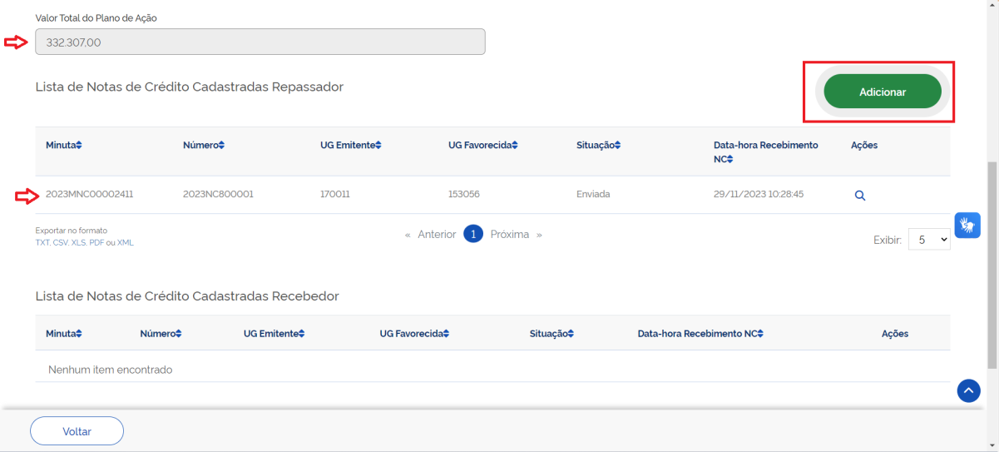 Valor Total do Plano de Ação
332.307,00
Lista de Notas de Crédito Cadastradas Repassador
Adicionar
Minuta Número UG Emitente UG Favorecida Situação Data-hora Recebimento NC Ações
2023MNC00002411 2023NC800001 170011 153056 Enviada 29/11/2023 10:28:45
Exportar no formato
TXT, CSV, XLS, PDF ou XML
« Anterior 1 Próxima »
Exibir: 5
Lista de Notas de Crédito Cadastradas Recebedor
Minuta Número UG Emitente UG Favorecida Situação Data-hora Recebimento NC Ações
Nenhum item encontrado
Voltar